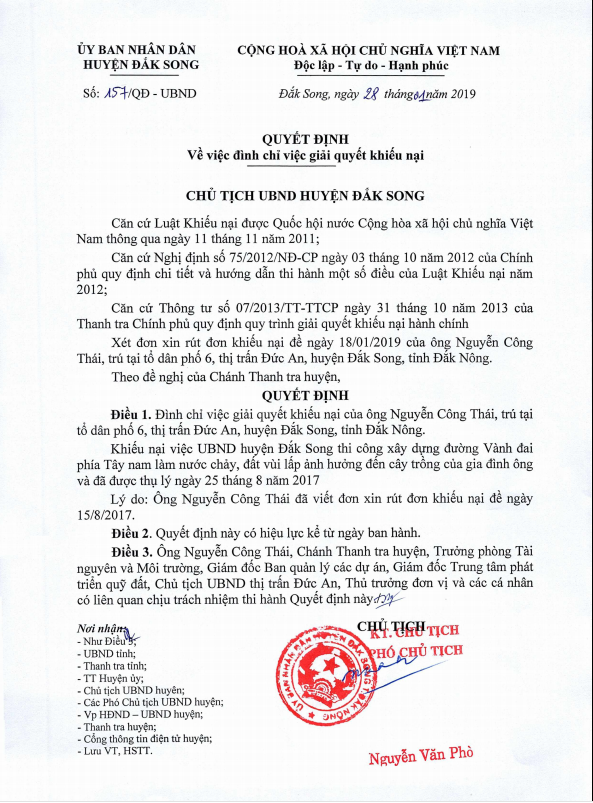 ỦY BAN NHÂN DÂN
HUYỆN ĐẮK SONG
CỘNG HOÀ XÃ HỘI CHỦ NGHĨA VIỆT NAM
Độc lập - Tự do - Hạnh phúc
Số: 157/QĐ - UBND
Đắk Song, ngày 28 tháng 01 năm 2019
QUYẾT ĐỊNH
Về việc đình chỉ việc giải quyết khiếu nại
CHỦ TỊCH UBND HUYỆN ĐẮK SONG
Căn cứ Luật Khiếu nại được Quốc hội nước Cộng hòa xã hội chủ nghĩa Việt
Nam thông qua ngày 11 tháng 11 năm 2011;
Căn cứ Nghị định số 75/2012/NĐ-CP ngày 03 tháng 10 năm 2012 của Chính
phủ quy định chi tiết và hướng dẫn thi hành một số điều của Luật Khiếu nại năm
2012;
Căn cứ Thông tư số 07/2013/TT-TTCP ngày 31 tháng 10 năm 2013 của
Thanh tra Chính phủ quy định quy trình giải quyết khiếu nại hành chính
Xét đơn xin rút đơn khiếu nại đề ngày 18/01/2019 của ông Nguyễn Công
Thái, trú tại tổ dân phố 6, thị trấn Đức An, huyện Đắk Song, tỉnh Đắk Nông.
Theo đề nghị của Chánh Thanh tra huyện,
QUYẾT ĐỊNH
Điều 1. Đình chỉ việc giải quyết khiếu nại của ông Nguyễn Công Thái, trú tại
tổ dân phố 6, thị trấn Đức An, huyện Đắk Song, tỉnh Đắk Nông.
Khiếu nại việc UBND huyện Đắk Song thi công xây dựng đường Vành đai
phía Tây nam làm nước chảy, đất vùi lấp ảnh hưởng đến cây trồng của gia đình ông
và đã được thụ lý ngày 25 tháng 8 năm 2017
Lý do: Ông Nguyễn Công Thái đã viết đơn xin rút đơn khiếu nại đề ngày
15/8/2017.
Điều 2. Quyết định này có hiệu lực kể từ ngày ban hành.
Điều 3. Ông Nguyễn Công Thái, Chánh Thanh tra huyện, Trưởng phòng Tài
nguyên và Môi trường, Giám đốc Ban quản lý các dự án, Giám đốc Trung tâm phát
triển quỹ đất, Chủ tịch UBND thị trấn Đức An, Thủ trưởng đơn vị và các cá nhân
có liên quan chịu trách nhiệm thi hành Quyết định này
Nơi nhận:
- Như Điều 3;
- UBND tỉnh;
- Thanh tra tỉnh;
- TT Huyện ủy;
- Chủ tịch UBND huyên;
- Các Phó Chủ tịch UBND huyện;
- Vp HĐND – UBND huyện;
- Thanh tra huyện;
- Cổng thông tin điện tử huyện;
- Lưu VT, HSTT.
CHỦ TỊCH
KT. CHỦ TỊCH
PHÓ CHỦ TỊCH
ỦY BAN NHÂN DÂN HUYỆN ĐẮK SONG T. ĐẮK NÔNG
Nguyễn Văn Phò